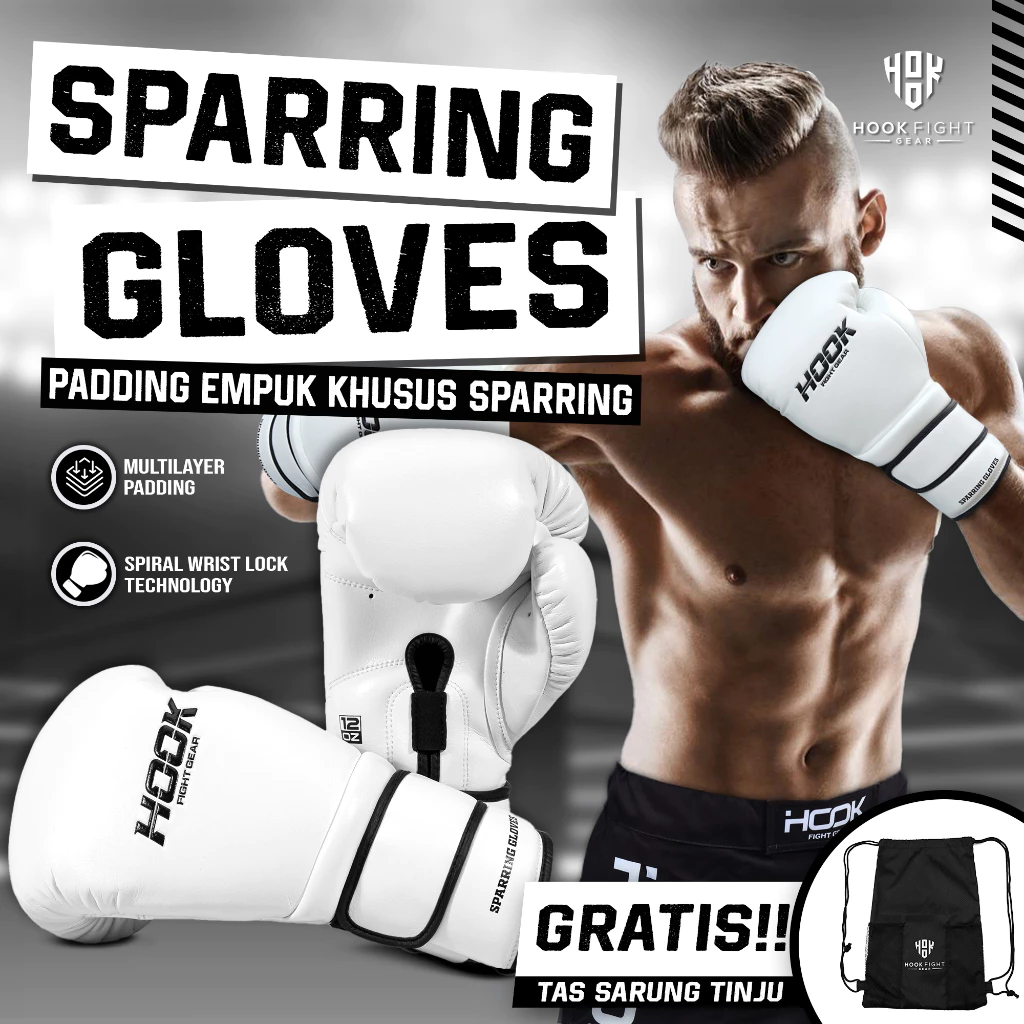 SPARRING
GLOVES
PADDING EMPUK KHUSUS SPARRING
HOOK
HOOK FIGHT
GEAR
MULTILAYER
PADDING
SPIRAL WRIST LOCK
TECHNOLOGY
HOOK
FIGHT GEAR
SPARRING GLOVES
12
OZ
HOOK
FIGHT GEAR
SPARRING GLOVES
HOOK
FIGHT
GRATIS!!
TAS SARUNG TINJU
HOOK
HOOK FIGHT
GEAR